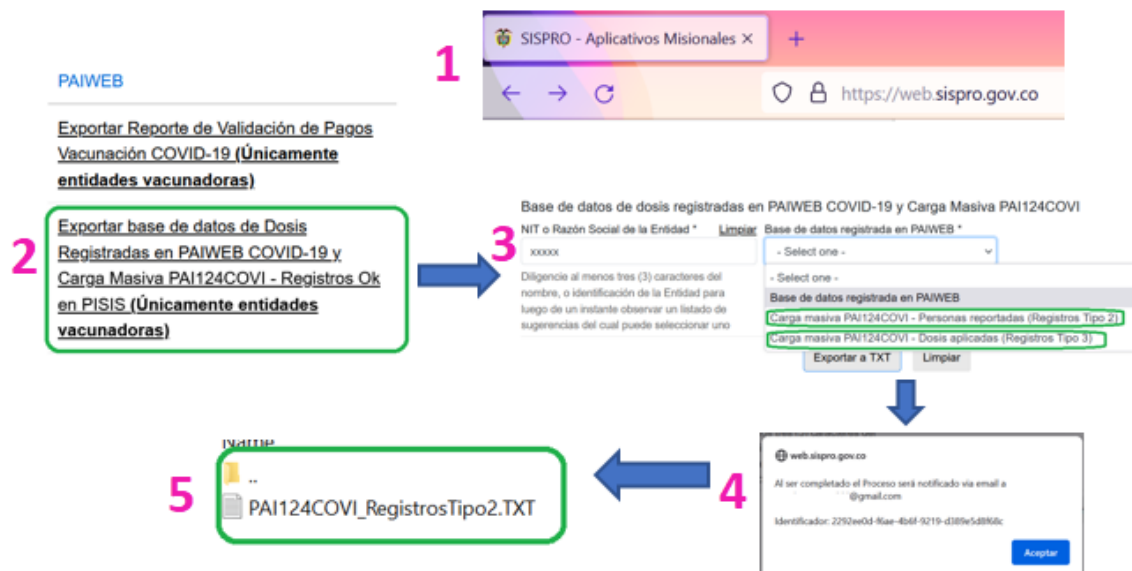 1
SISPRO - Aplicativos Misionales ×
https://web.sispro.gov.co
PAIWEB
Exportar Reporte de Validación de Pagos
Vacunación COVID-19 (Únicamente
entidades vacunadoras)
2
Exportar base de datos de Dosis
Registradas en PAIWEB COVID-19 y
Carga Masiva PAI124COVI - Registros Ok
en PISIS (Únicamente entidades
vacunadoras)
3
Base de datos de dosis registradas en PAIWEB COVID-19 y Carga Masiva PAI124COVI
NIT o Razón Social de la Entidad * Limpiar Base de datos registrada en PAIWEB *
xxxxx
- Select one -
Diligencie al menos tres (3) caracteres del
nombre, o identificación de la Entidad para
luego de un instante observar un listado de
sugerencias del cual puede seleccionar uno
- Select one -
Base de datos registrada en PAIWEB
Carga masiva PAI124COVI - Personas reportadas (Registros Tipo 2)
Carga masiva PAI124COVI - Dosis aplicadas (Registros Tipo 3)
Exportar a TXT Limpiar
4
web.sispro.gov.co
Al ser completado el Proceso será notificado via email a
@gmail.com
Identificador: 2292ee0d-f6ae-4b6f-9219-d389e5d8f68c
Aceptar
5
Name
..
PAI124COVI_RegistrosTipo2.TXT